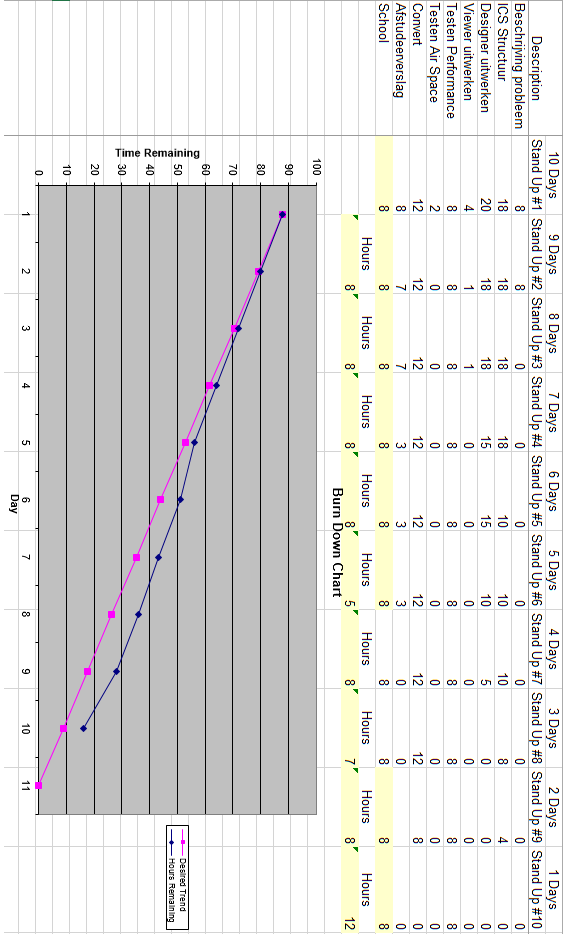 10 Days 9 Days 8 Days 7 Days 6 Days 5 Days 4 Days 3 Days 2 Days 1 Days
Description Stand Up #1 Stand Up #2 Stand Up #3 Stand Up #4 Stand Up #5 Stand Up #6 Stand Up #7 Stand Up #8 Stand Up #9 Stand Up #10
Beschrijving probleem 8 8 0 0 0 0 0 0 0 0
ICS Structuur 18 18 18 18 10 10 10 8 4 0
Designer uitwerken 20 18 18 15 15 10 5 0 0 0
Viewer uitwerken 4 1 1 0 0 0 0 0 0 0
Testen Performance 8 8 8 8 8 8 8 8 8 8
Testen Air Space 2 0 0 0 0 0 0 0 0 0
Convert 12 12 12 12 12 12 12 12 8 0
Afstudeerverslag 8 7 7 3 3 3 0 0 0
School 8 8 8 8 8 8 8 8 8 8
Hours Hours Hours Hours Hours Hours Hours Hours Hours
8 8 8 8 5 8 7 8 12
Burn Down Chart
Time Remaining
100
90
80
70
60
50
40
30
20
10
0
1 2 3 4 5 6 7 8 9 10 11
Day
Desired Trend
Hours Remaining